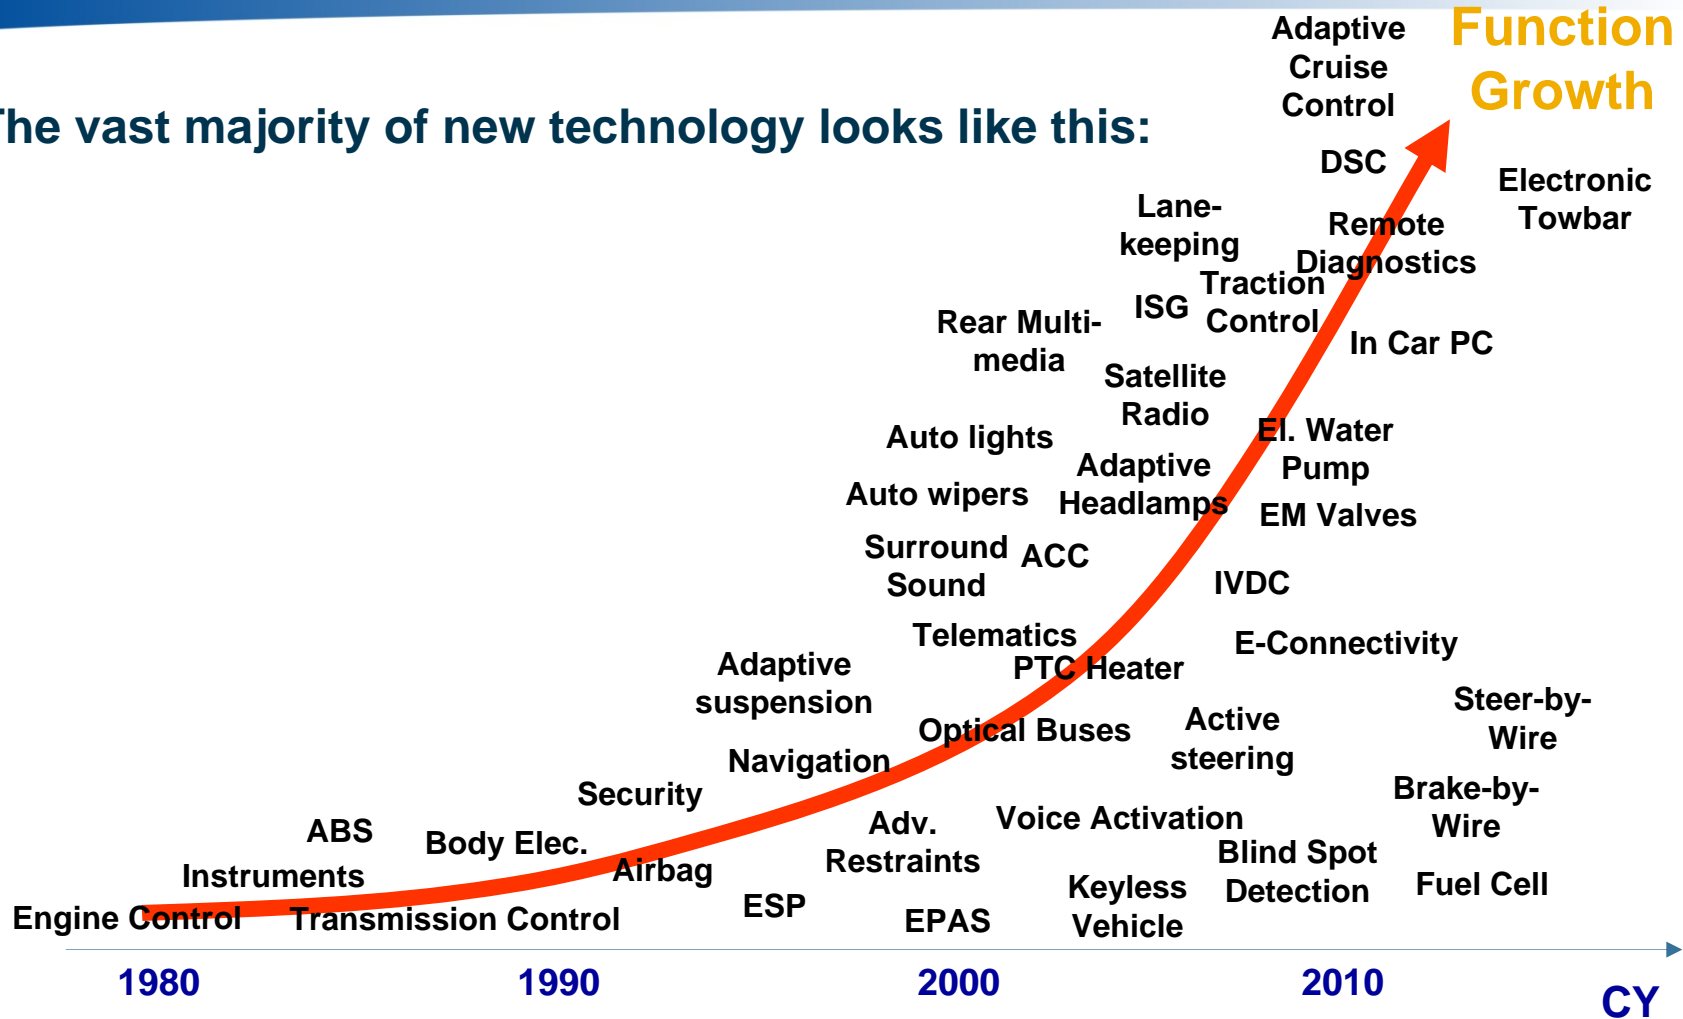 Function
Growth
The vast majority of new technology looks like this:
Adaptive
Cruise
Control
DSC
Electronic
Towbar
Lane-
keeping
Remote
Diagnostics
Traction
Control
ISG
Rear Multi-
media
In Car PC
Satellite
Radio
Auto lights
El. Water
Pump
Adaptive
Headlamps
Auto wipers
EM Valves
Surround
Sound
ACC
IVDC
Telematics
E-Connectivity
PTC Heater
Adaptive
suspension
Steer-by-
Wire
Optical Buses
Active
steering
Navigation
Security
Brake-by-
Wire
Voice Activation
Adv.
Restraints
ABS
Body Elec.
Blind Spot
Detection
Airbag
Instruments
Fuel Cell
Keyless
Vehicle
ESP
EPAS
Engine Control
Transmission Control
1980
1990
2000
2010
CY